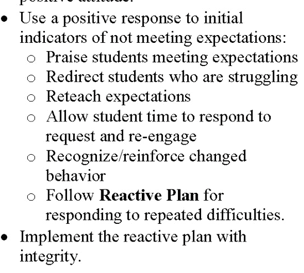 positive attitude.
• Use a positive response to initial
indicators of not meeting expectations:
o Praise students meeting expectations
o Redirect students who are struggling
o Reteach expectations
o Allow student time to respond to
request and re-engage
o Recognize/reinforce changed
behavior
o Follow Reactive Plan for
responding to repeated difficulties.
• Implement the reactive plan with
integrity.